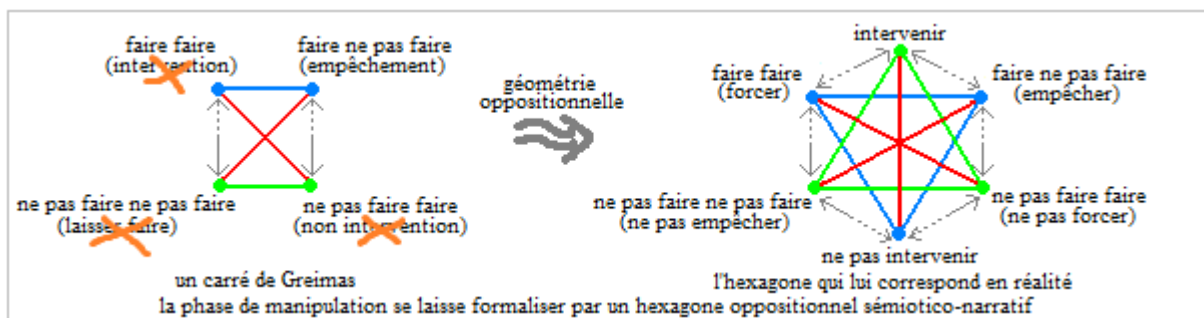 faire faire
(intervention)
faire ne pas faire
(empêchement)
ne pas faire ne pas faire
(laisser faire)
ne pas faire faire
(non intervention)
un carré de Greimas
géométrie
oppositionnelle
intervenir
faire faire
(forcer)
faire ne pas faire
(empêcher)
ne pas faire ne pas faire
(ne pas empêcher)
ne pas faire faire
(ne pas forcer)
ne pas intervenir
l'hexagone qui lui correspond en réalité
la phase de manipulation se laisse formaliser par un hexagone oppositionnel sémiotico-narratif